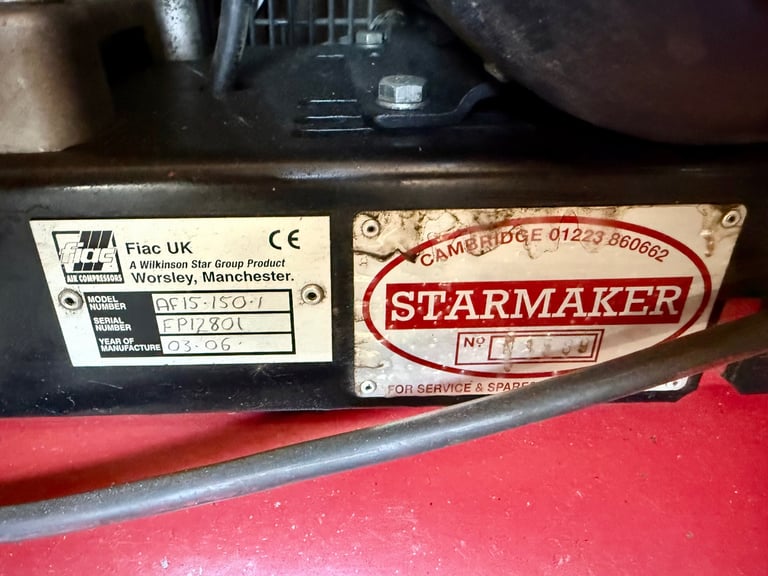 fiac
AIR COMPRESSORS
Fiac UK
CE
A Wilkinson Star Group Product
Worsley, Manchester.
MODEL NUMBER AF15·150·1
SERIAL NUMBER FP12801
YEAR OF MANUFACTURE 03·06·
CAMBRIDGE 01223 860662
STARMAKER
No
FOR SERVICE & SPARES